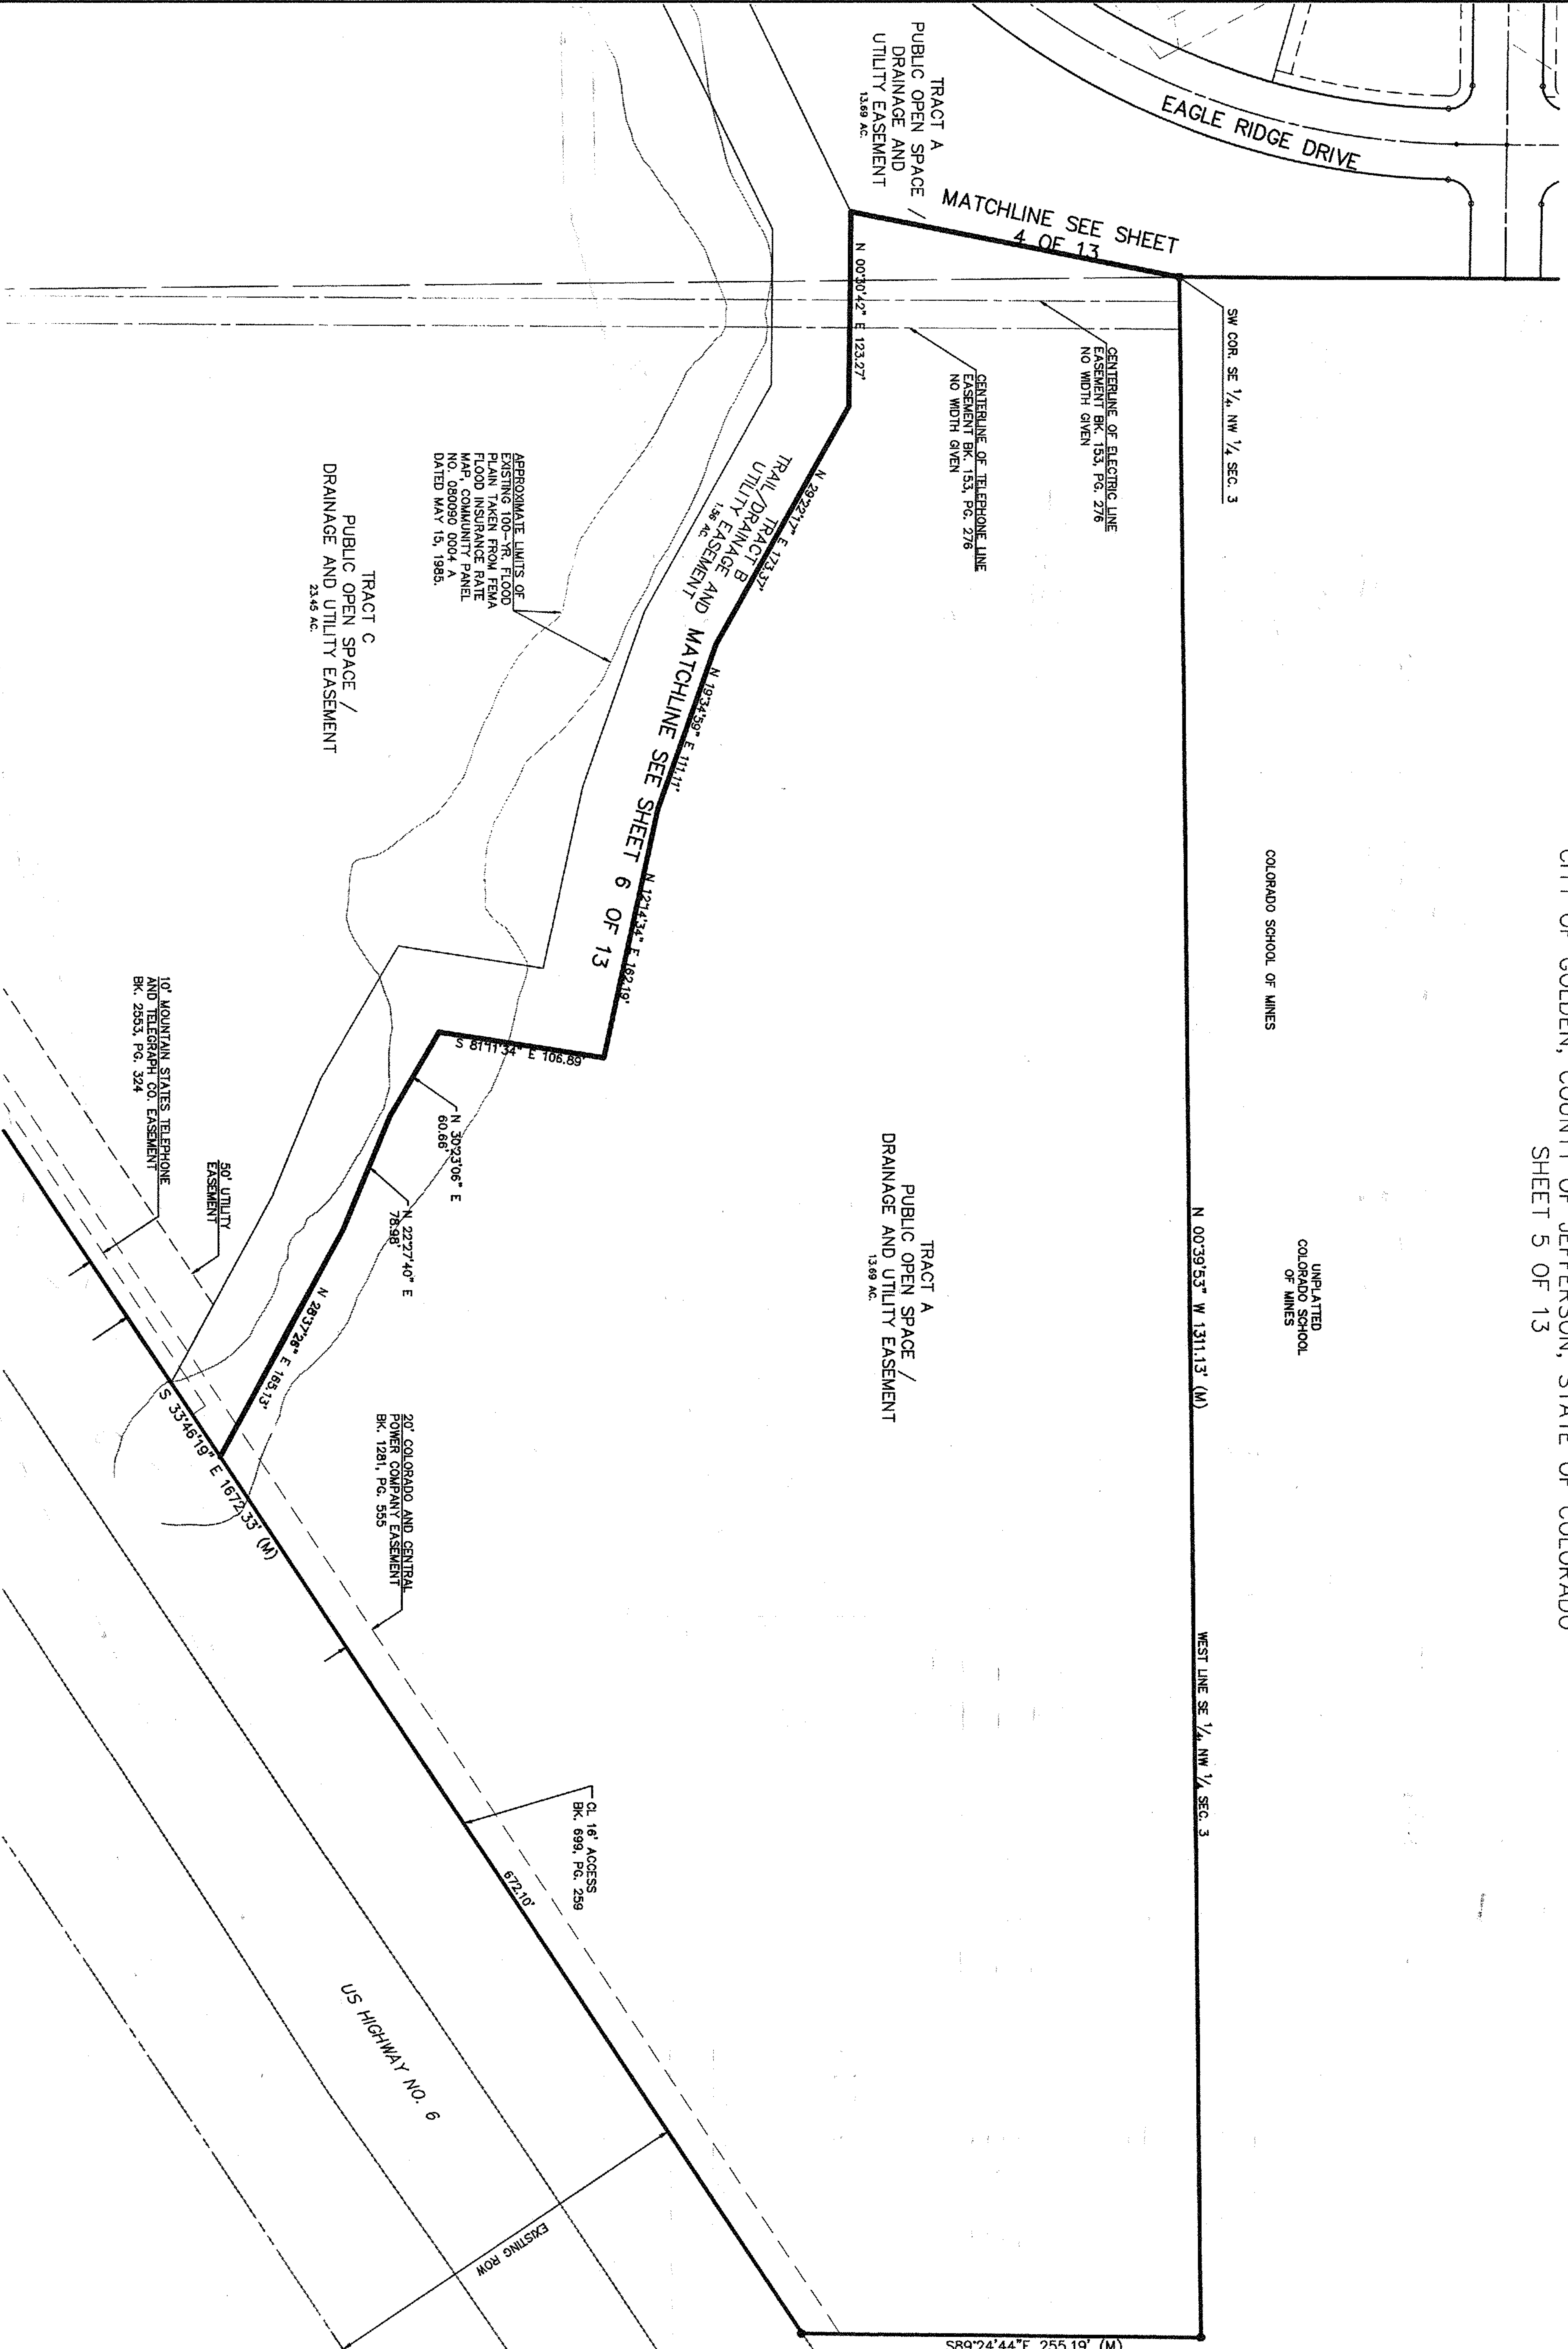 CITY OF GOLDEN, COUNTY OF JEFFERSON, STATE OF COLORADO
SHEET 5 OF 13
EAGLE RIDGE DRIVE
MATCHLINE SEE SHEET
4 OF 13
TRACT A
PUBLIC OPEN SPACE /
DRAINAGE AND
UTILITY EASEMENT
13.69 AC.
SW COR. SE 1/4, NW 1/4 SEC. 3
COLORADO SCHOOL OF MINES
UNPLATTED
COLORADO SCHOOL
OF MINES
N 00°39'53" W 1311.13' (M)
WEST LINE SE 1/4, NW 1/4 SEC. 3
CENTERLINE OF ELECTRIC LINE
EASEMENT BK. 153, PG. 276
NO WIDTH GIVEN
CENTERLINE OF TELEPHONE LINE
EASEMENT BK. 153, PG. 276
NO WIDTH GIVEN
N 00°30'42" E 123.27'
N 29°22'17" E 173.37'
TRACT B
TRAIL/DRAINAGE AND
UTILITY EASEMENT
1.56 AC.
N 19°34'59" E 111.11'
MATCHLINE SEE SHEET 6 OF 13
N 12°14'34" E 162.19'
S 81°11'34" E 106.89'
N 30°23'06" E
60.66'
N 22°27'40" E
78.98'
N 28°37'26" E 165.13'
TRACT A
PUBLIC OPEN SPACE /
DRAINAGE AND UTILITY EASEMENT
13.69 AC.
APPROXIMATE LIMITS OF
EXISTING 100-YR. FLOOD
PLAIN TAKEN FROM FEMA
FLOOD INSURANCE RATE
MAP, COMMUNITY PANEL
NO. 080090 0004 A
DATED MAY 15, 1985.
TRACT C
PUBLIC OPEN SPACE /
DRAINAGE AND UTILITY EASEMENT
23.45 AC.
10' MOUNTAIN STATES TELEPHONE
AND TELEGRAPH CO. EASEMENT
BK. 2553, PG. 324
50' UTILITY
EASEMENT
S 33°46'19" E 1672.33' (M)
20' COLORADO AND CENTRAL
POWER COMPANY EASEMENT
BK. 1281, PG. 555
CL 16' ACCESS
BK. 699, PG. 259
672.10'
US HIGHWAY NO. 6
EXISTING ROW
S89°24'44"E 255.19' (M)